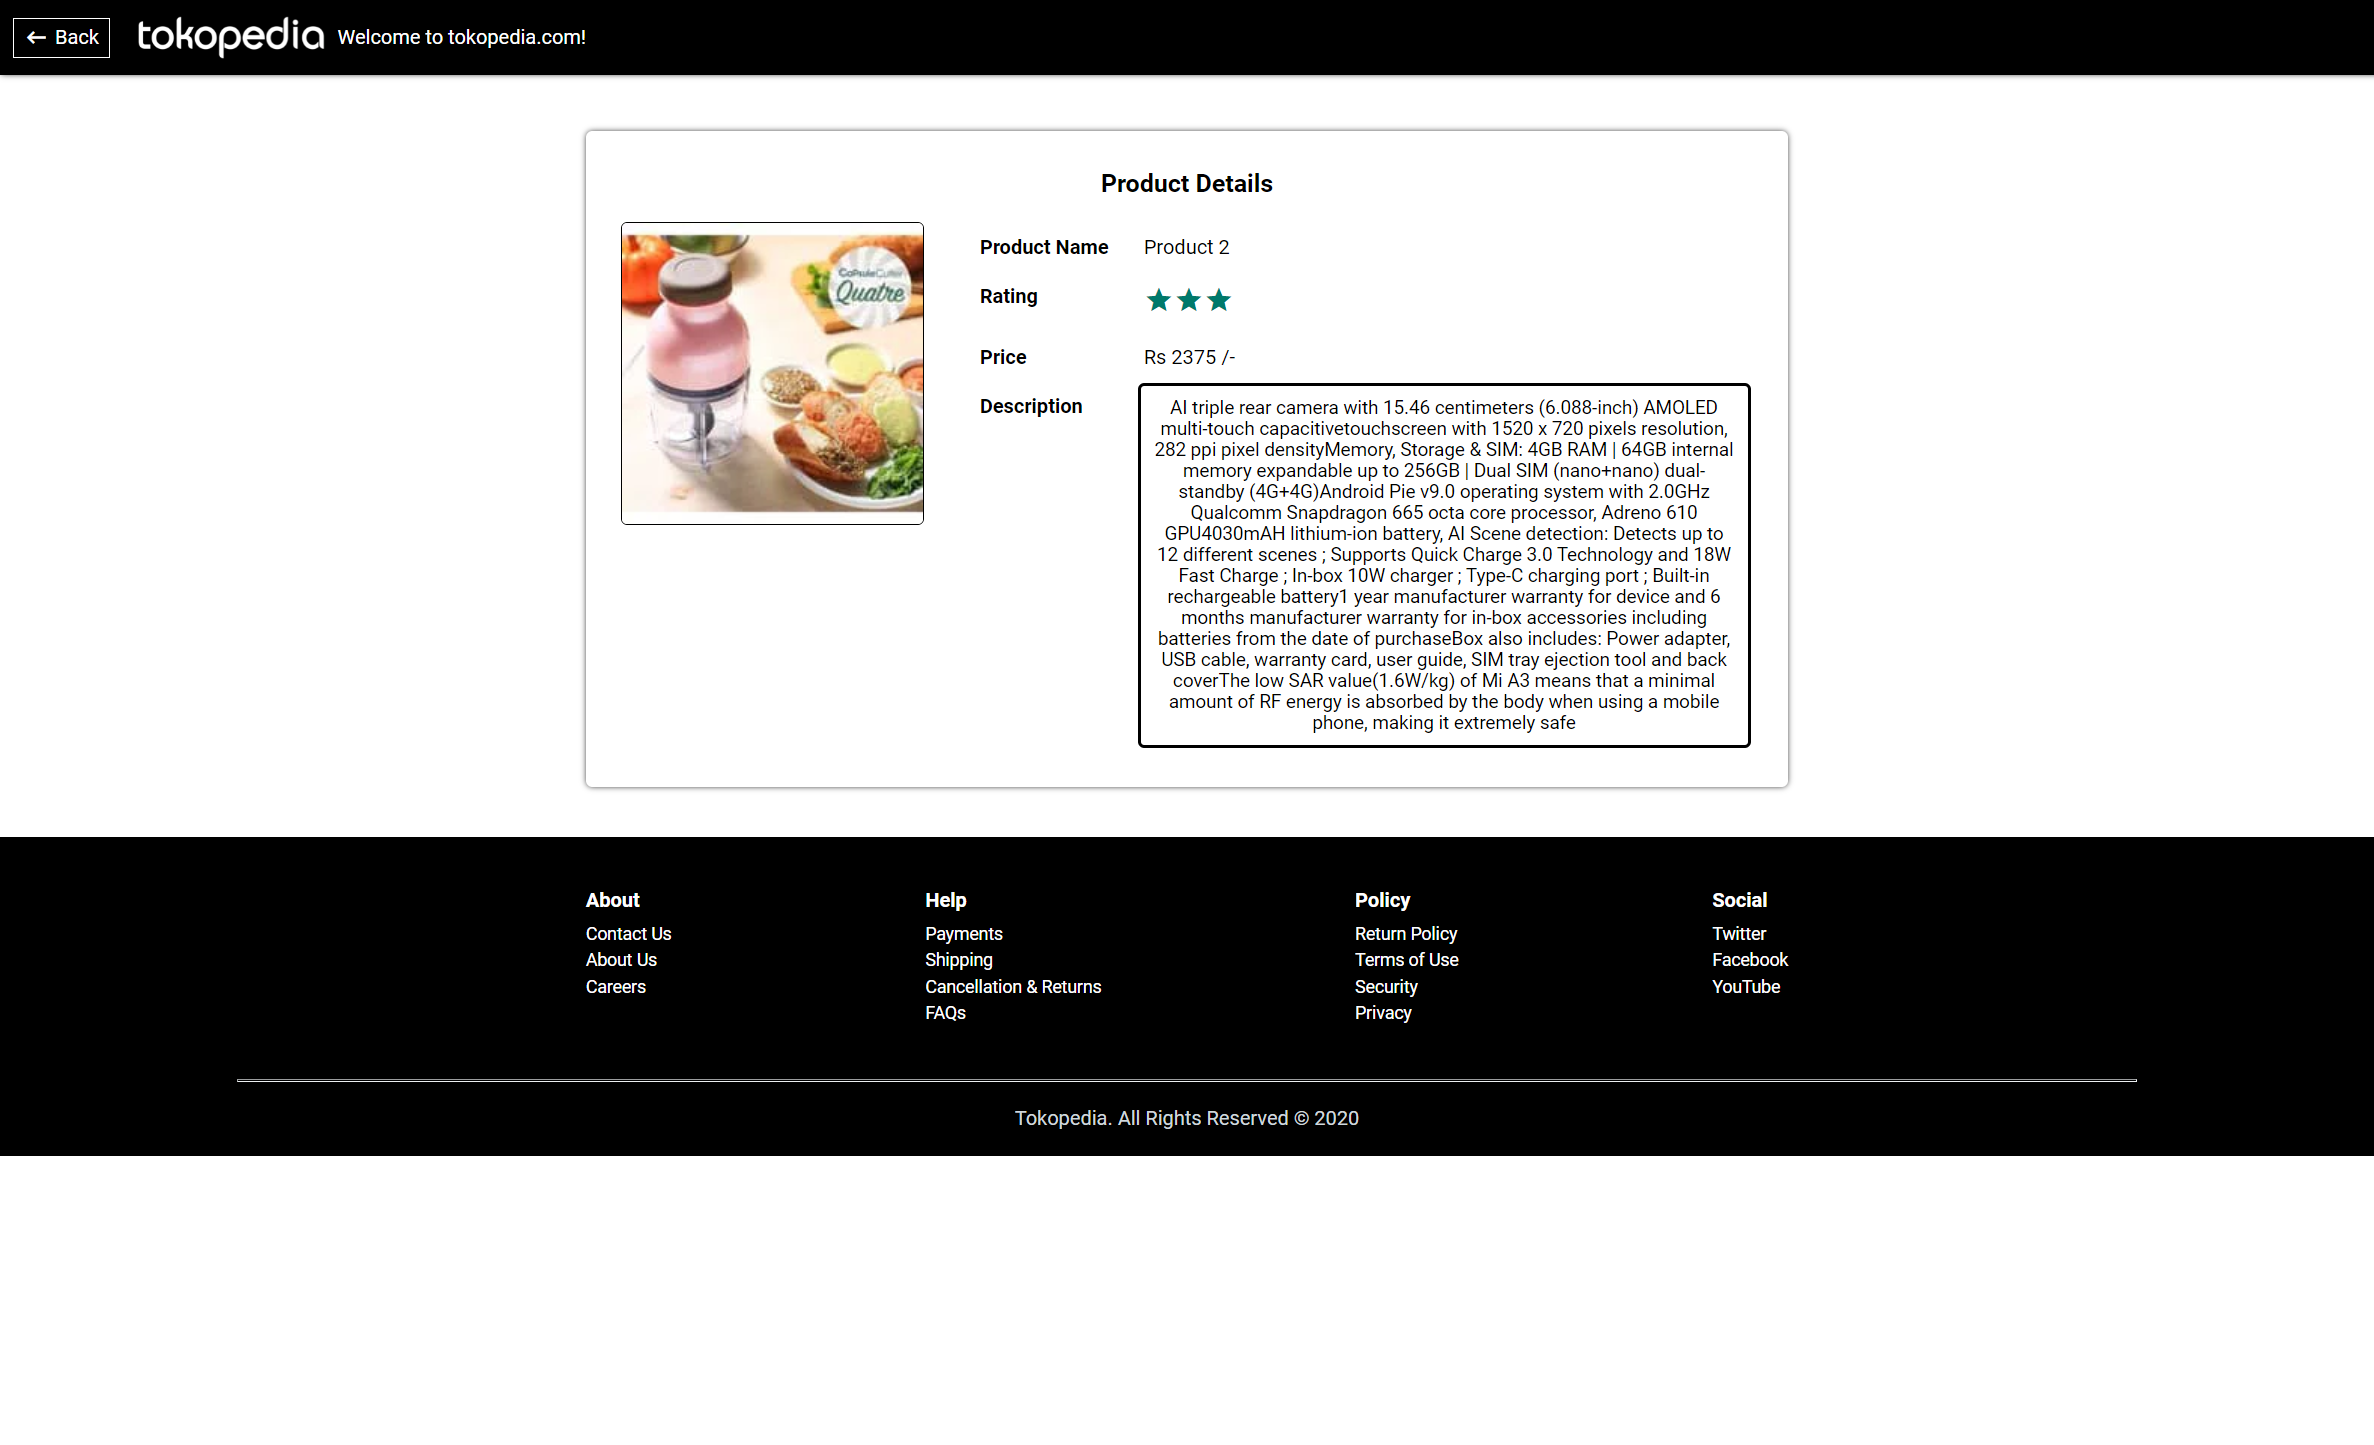 Back
tokopedia
Welcome to tokopedia.com!
Product Details
CaPsuleCutter
Quatre
Product Name Product 2
Rating
Price Rs 2375 /-
Description
AI triple rear camera with 15.46 centimeters (6.088-inch) AMOLED
multi-touch capacitivetouchscreen with 1520 x 720 pixels resolution,
282 ppi pixel densityMemory, Storage & SIM: 4GB RAM | 64GB internal
memory expandable up to 256GB | Dual SIM (nano+nano) dual-
standby (4G+4G)Android Pie v9.0 operating system with 2.0GHz
Qualcomm Snapdragon 665 octa core processor, Adreno 610
GPU4030mAH lithium-ion battery, AI Scene detection: Detects up to
12 different scenes ; Supports Quick Charge 3.0 Technology and 18W
Fast Charge ; In-box 10W charger ; Type-C charging port ; Built-in
rechargeable battery1 year manufacturer warranty for device and 6
months manufacturer warranty for in-box accessories including
batteries from the date of purchaseBox also includes: Power adapter,
USB cable, warranty card, user guide, SIM tray ejection tool and back
coverThe low SAR value(1.6W/kg) of Mi A3 means that a minimal
amount of RF energy is absorbed by the body when using a mobile
phone, making it extremely safe
About
Contact Us
About Us
Careers
Help
Payments
Shipping
Cancellation & Returns
FAQs
Policy
Return Policy
Terms of Use
Security
Privacy
Social
Twitter
Facebook
YouTube
Tokopedia. All Rights Reserved © 2020